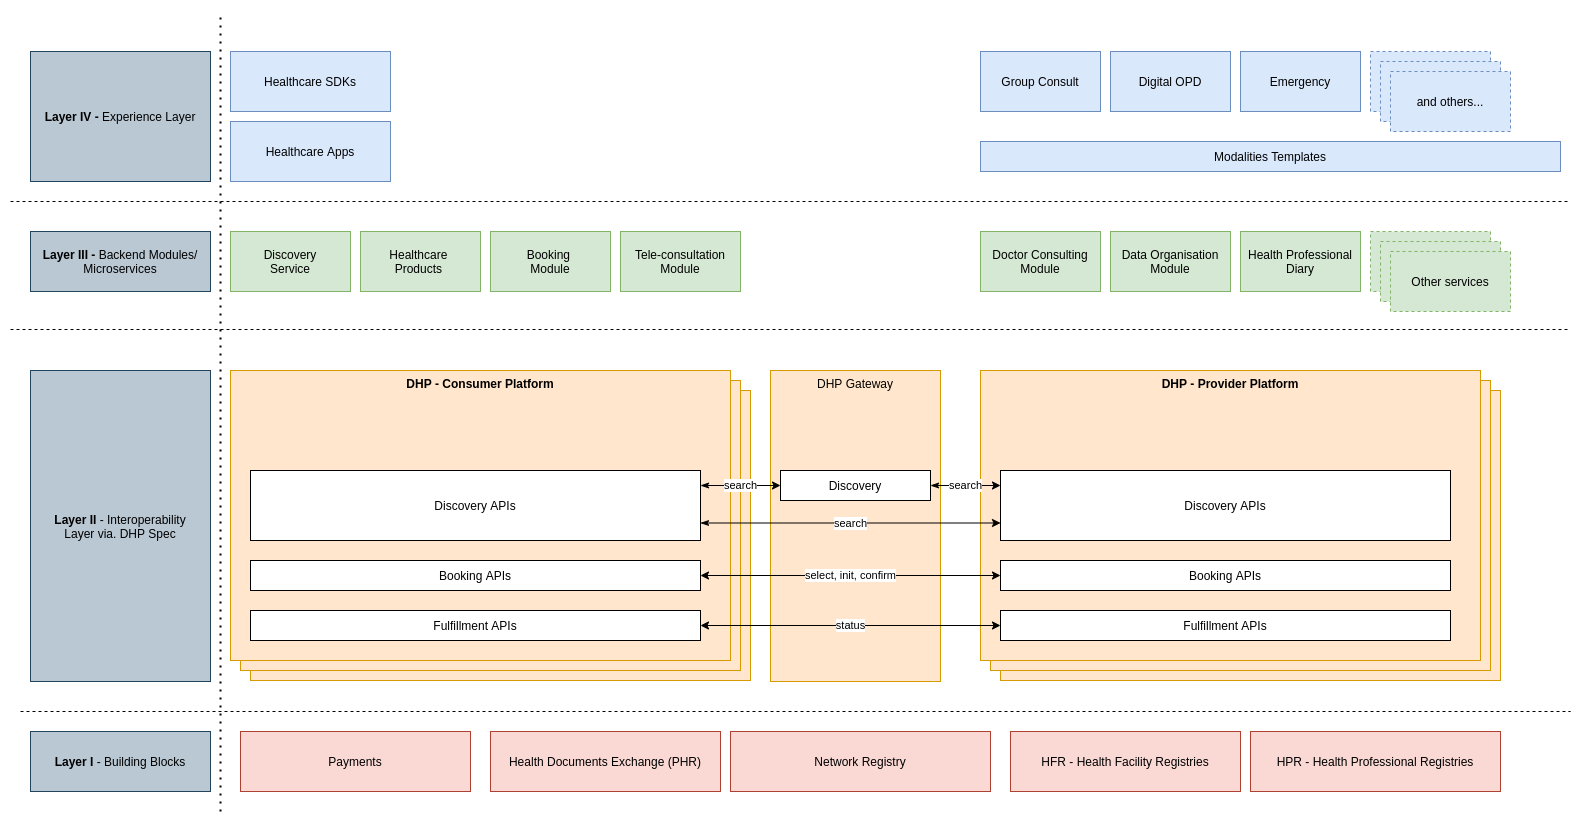 Layer IV - Experience Layer
Healthcare SDKs
Healthcare Apps
Group Consult
Digital OPD
Emergency
and others...
Modalities Templates
Layer III - Backend Modules/
Microservices
Discovery
Service
Healthcare
Products
Booking
Module
Tele-consultation
Module
Doctor Consulting
Module
Data Organisation
Module
Health Professional
Diary
Other services
Layer II - Interoperability
Layer via. DHP Spec
DHP - Consumer Platform
DHP Gateway
DHP - Provider Platform
Discovery APIs
search
Discovery
search
Discovery APIs
search
Booking APIs
select, init, confirm
Booking APIs
Fulfillment APIs
status
Fulfillment APIs
Layer I - Building Blocks
Payments
Health Documents Exchange (PHR)
Network Registry
HFR - Health Facility Registries
HPR - Health Professional Registries